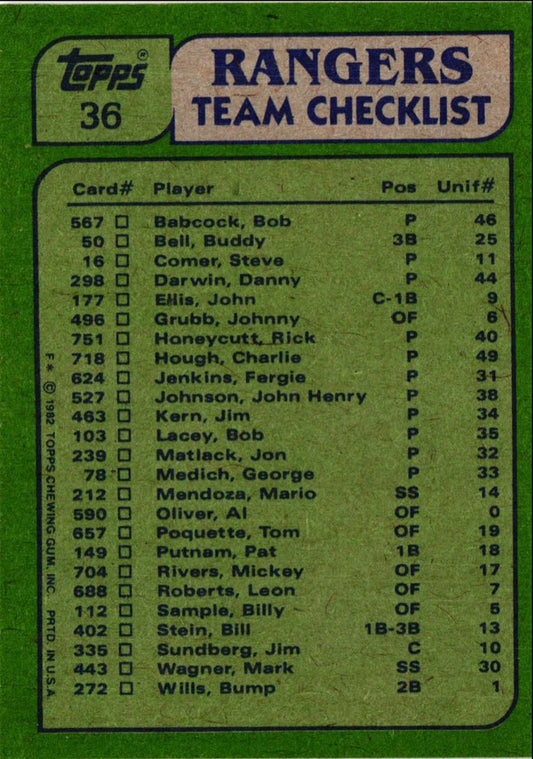 Topps®
36
RANGERS
TEAM CHECKLIST
Card# Player Pos Unif#
567 Babcock, Bob P 46
50 Bell, Buddy 3B 25
16 Comer, Steve P 11
298 Darwin, Danny P 44
177 Ellis, John C-1B 9
496 Grubb, Johnny OF 6
751 Honeycutt, Rick P 40
718 Hough, Charlie P 49
624 Jenkins, Fergie P 31
527 Johnson, John Henry P 38
463 Kern, Jim P 34
103 Lacey, Bob P 35
239 Matlack, Jon P 32
78 Medich, George P 33
212 Mendoza, Mario SS 14
590 Oliver, Al OF 0
657 Poquette, Tom OF 19
149 Putnam, Pat 1B 18
704 Rivers, Mickey OF 17
688 Roberts, Leon OF 7
112 Sample, Billy OF 5
402 Stein, Bill 1B-3B 13
335 Sundberg, Jim C 10
443 Wagner, Mark SS 30
272 Wills, Bump 2B 1
F * © 1982 TOPPS CHEWING GUM, INC. PRTD. IN U.S.A.